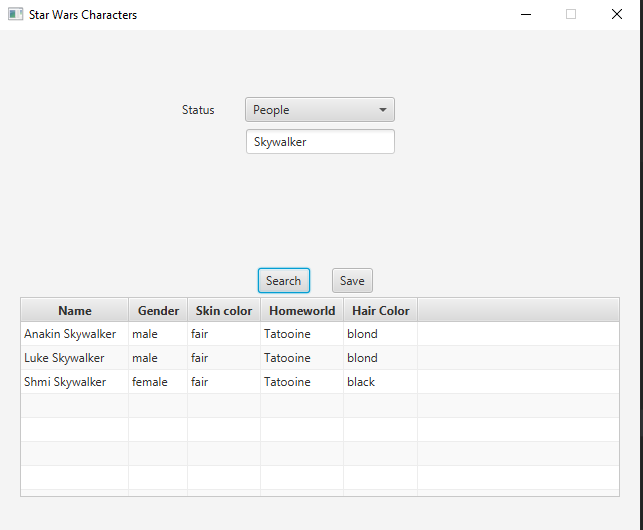 Star Wars Characters
Status People
Skywalker
Search Save
Name Gender Skin color Homeworld Hair Color
Anakin Skywalker male fair Tatooine blond
Luke Skywalker male fair Tatooine blond
Shmi Skywalker female fair Tatooine black